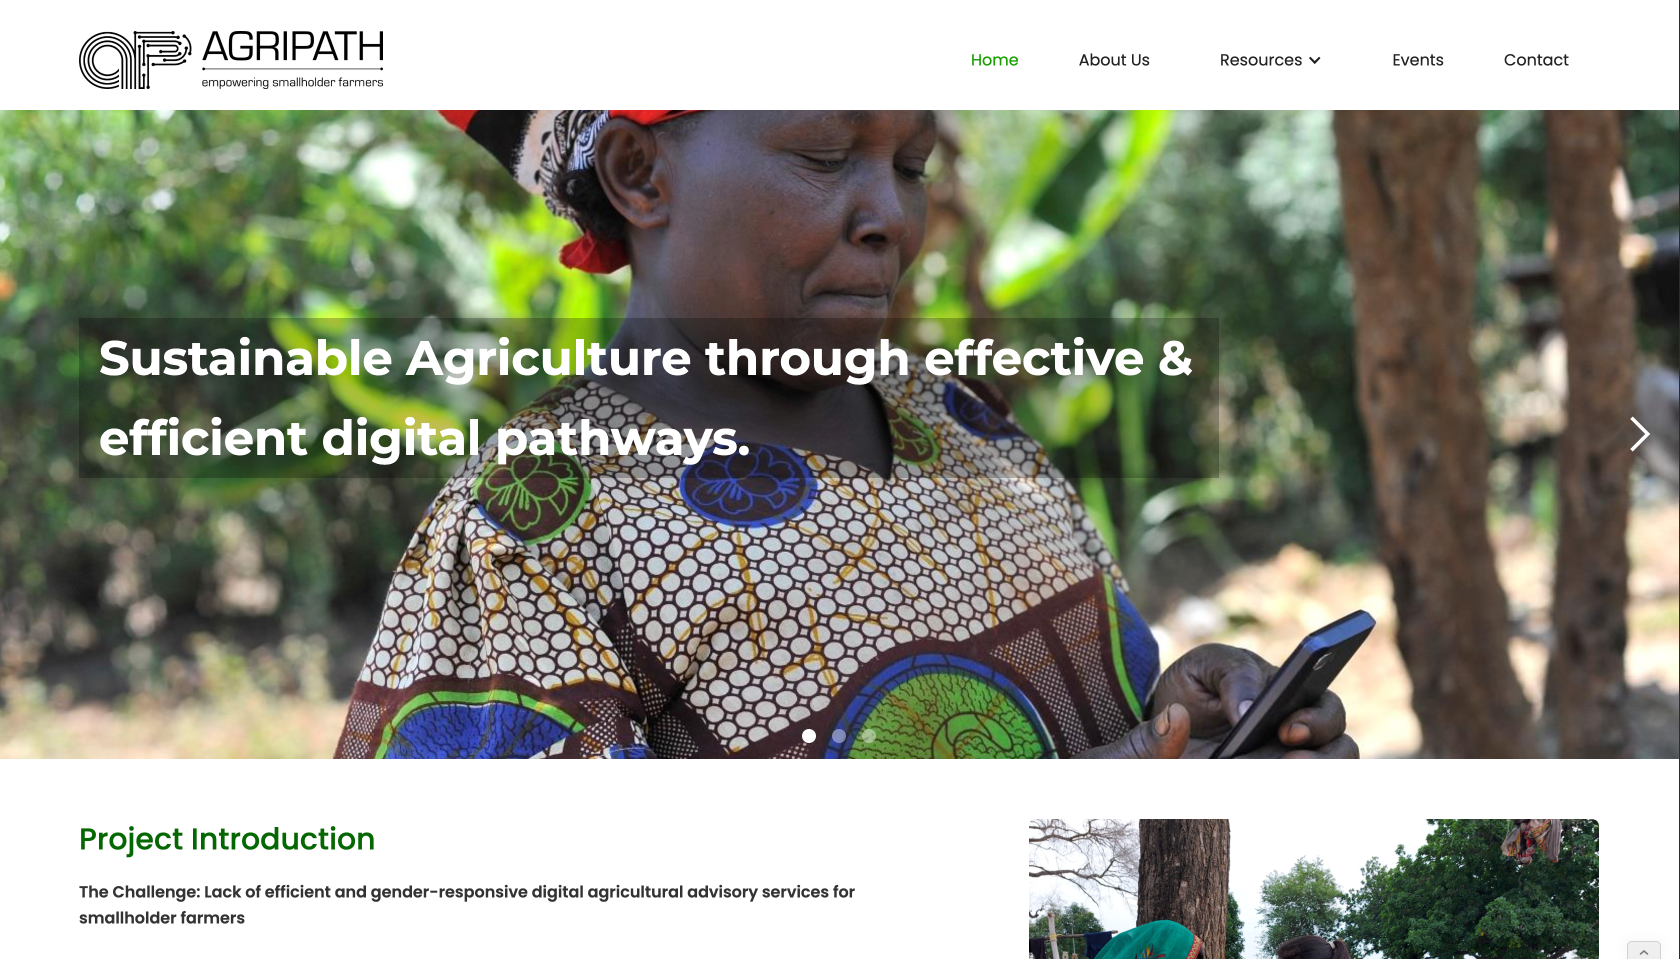 AGRIPATH
empowering smallholder farmers
Home
About Us
Resources
Events
Contact
Sustainable Agriculture through effective &
efficient digital pathways.
Project Introduction
The Challenge: Lack of efficient and gender-responsive digital agricultural advisory services for
smallholder farmers